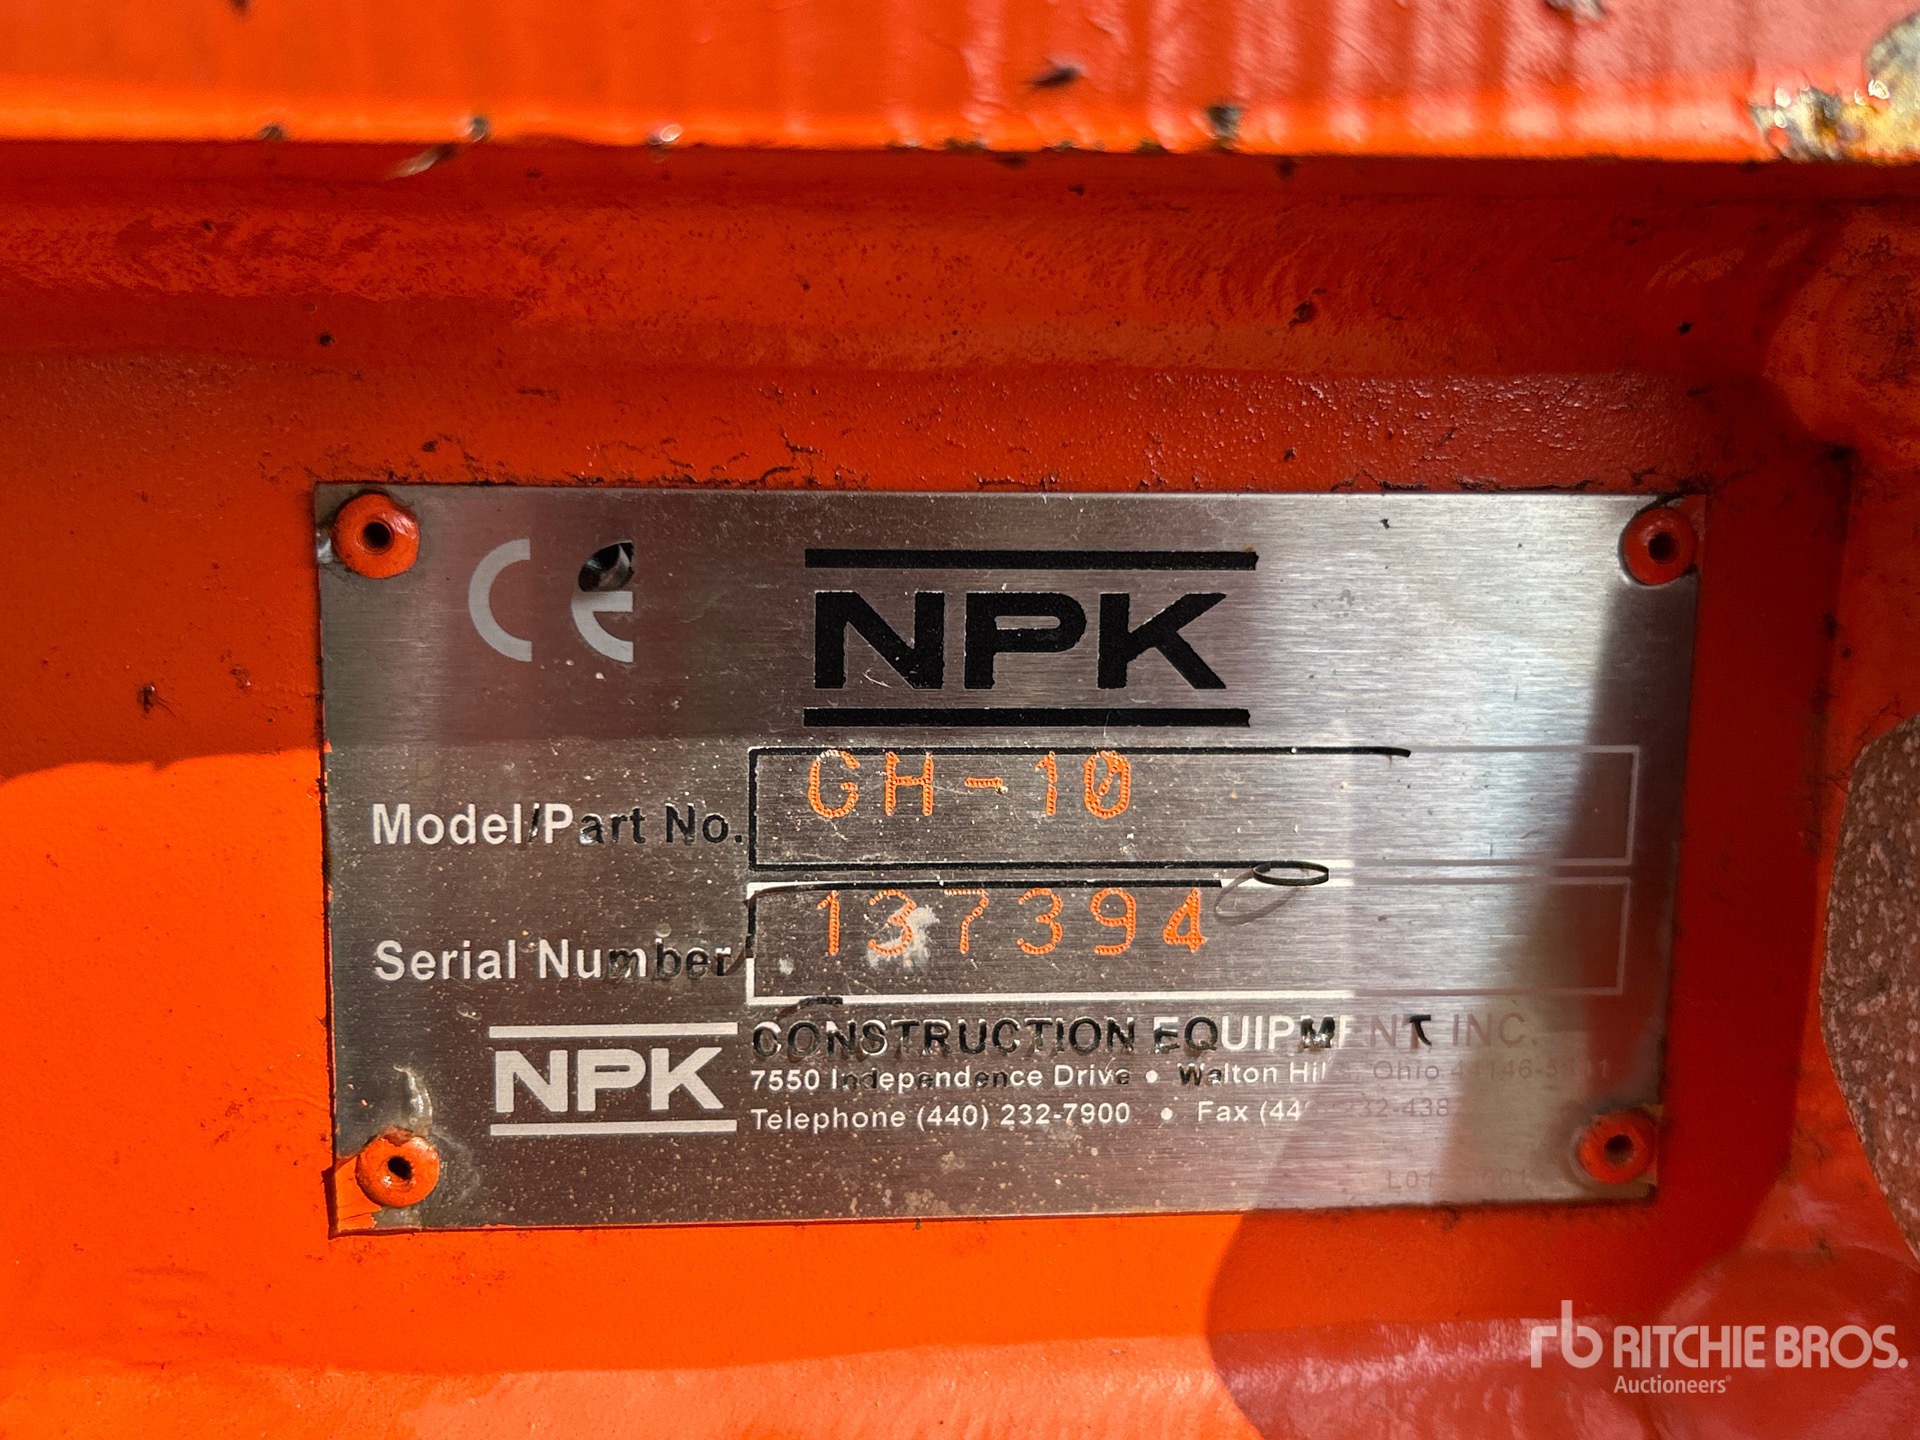 CE NPK
Model/Part No. GH-10
Serial Number 137394
NPK CONSTRUCTION EQUIPMENT, INC.
7550 Independence Drive • Walton Hills, Ohio
Telephone (440) 232-7900 • Fax
rb RITCHIE BROS.
Auctioneers